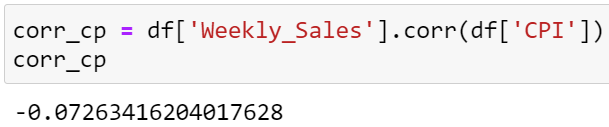 corr_cp = df['Weekly_Sales'].corr(df['CPI'])
corr_cp
-0.07263416204017628